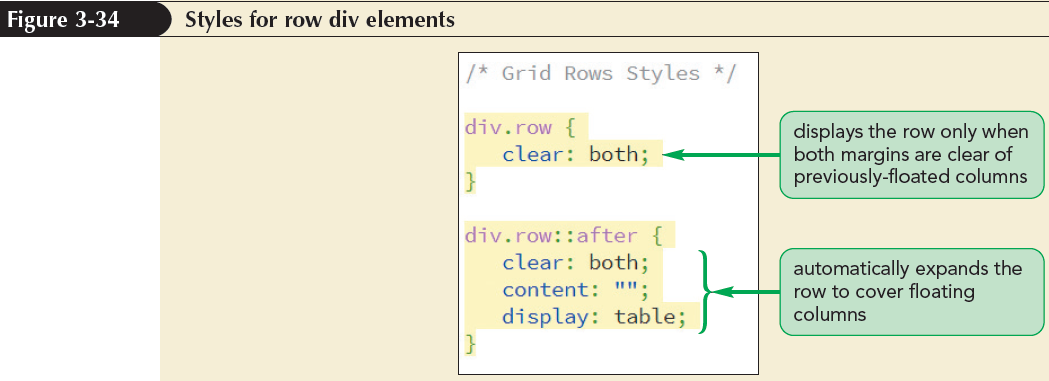 Figure 3-34 Styles for row div elements
/* Grid Rows Styles */
div.row {
clear: both;
}
displays the row only when
both margins are clear of
previously-floated columns
div.row::after {
clear: both;
content: "";
display: table;
}
automatically expands the
row to cover floating
columns